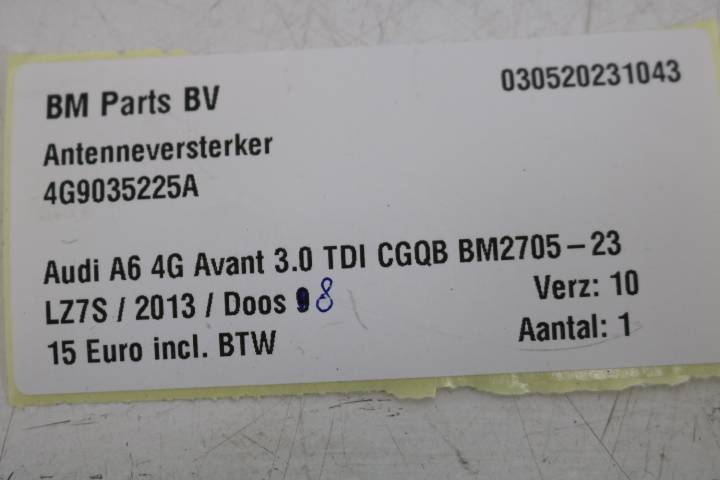 BM Parts BV
030520231043
Antenneversterker
4G9035225A
Audi A6 4G Avant 3.0 TDI CGQB BM2705-23
LZ7S / 2013 / Doos 8
Verz: 10
15 Euro incl. BTW
Aantal: 1